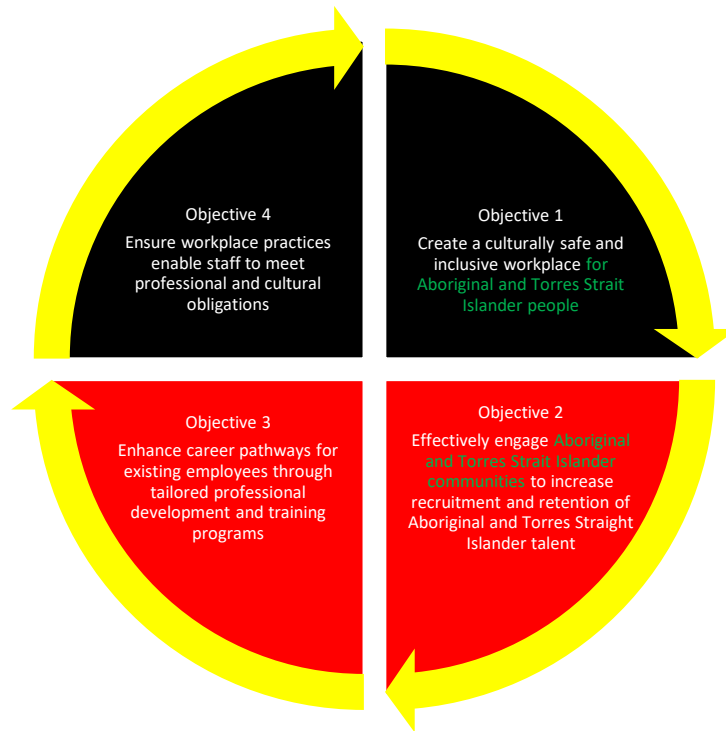 Objective 4
Ensure workplace practices
enable staff to meet
professional and cultural
obligations
Objective 1
Create a culturally safe and
inclusive workplace for
Aboriginal and Torres Strait
Islander people
Objective 3
Enhance career pathways for
existing employees through
tailored professional
development and training
programs
Objective 2
Effectively engage Aboriginal
and Torres Strait Islander
communities to increase
recruitment and retention of
Aboriginal and Torres Straight
Islander talent